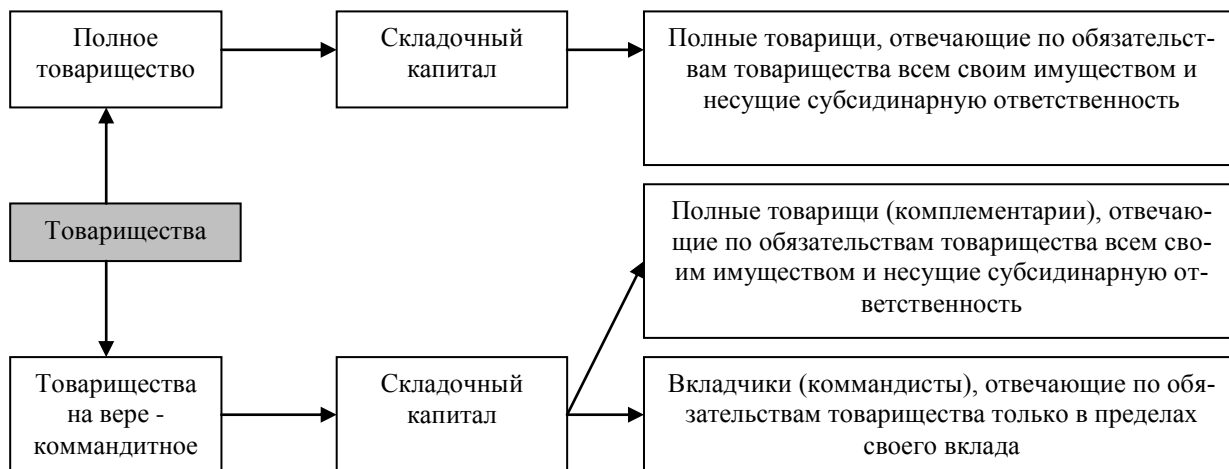 Полное
товарищество
Складочный
капитал
Полные товарищи, отвечающие по обязательст-
вам товарищества всем своим имуществом и
несущие субсидинарную ответственность
Товарищества
Полные товарищи (комплементарии), отвечаю-
щие по обязательствам товарищества всем сво-
им имуществом и несущие субсидинарную от-
ветственность
Товарищества
на вере -
коммандитное
Складочный
капитал
Вкладчики (коммандисты), отвечающие по обя-
зательствам товарищества только в пределах
своего вклада